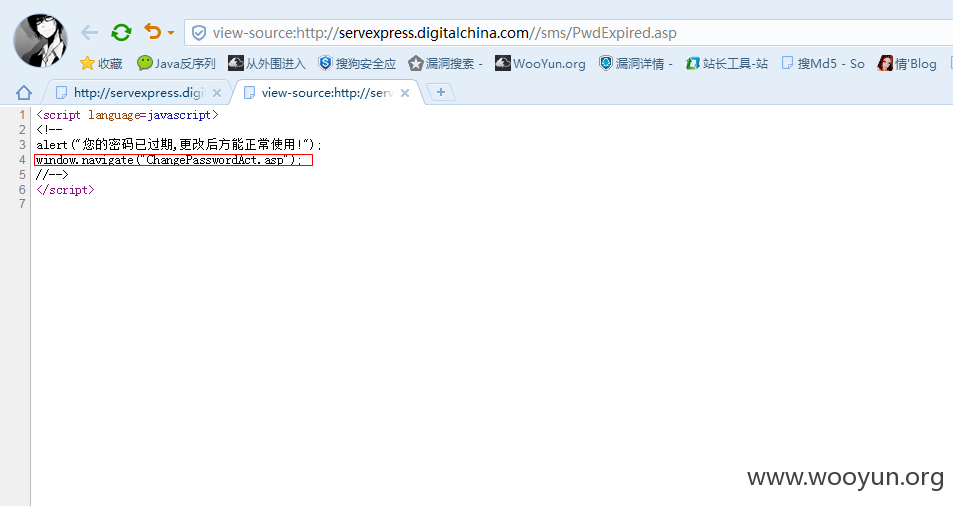 view-source:http://servexpress.digitalchina.com//sms/PwdExpired.asp
收藏 Java反序列 从外围进入 搜狗安全应 漏洞搜索 - WooYun.org 漏洞详情 - 站长工具-站 搜Md5 - So 情'Blog
http://servexpress.digi view-source:http://serv
1 <script language=javascript>
2 <!--
3 alert("您的密码已过期,更改后方能正常使用!");
4 window.navigate("ChangePasswordAct.asp");
5 //-->
6 </script>
7
www.wooyun.org